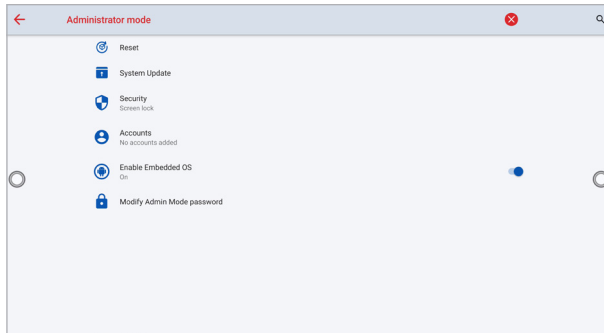 Administrator mode
Reset
System Update
Security
Screen lock
Accounts
No accounts added
Enable Embedded OS
On
Modify Admin Mode password